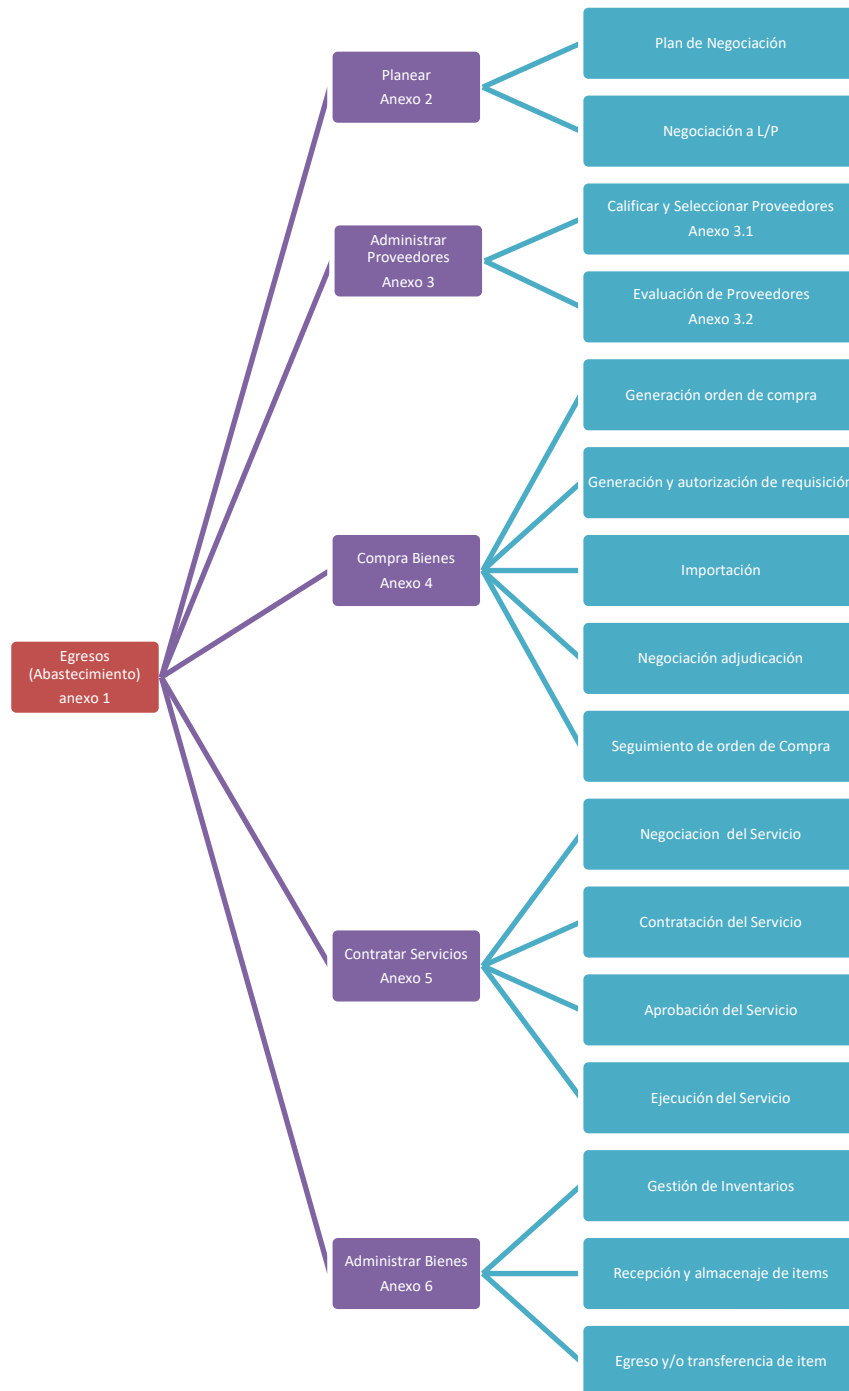 Egresos
(Abastecimiento)
anexo 1
Planear
Anexo 2
Plan de Negociación
Negociación a L/P
Administrar
Proveedores
Anexo 3
Calificar y Seleccionar Proveedores
Anexo 3.1
Evaluación de Proveedores
Anexo 3.2
Compra Bienes
Anexo 4
Generación orden de compra
Generación y autorización de requisición
Importación
Negociación adjudicación
Seguimiento de orden de Compra
Contratar Servicios
Anexo 5
Negociacion  del Servicio
Contratación del Servicio
Aprobación del Servicio
Ejecución del Servicio
Administrar Bienes
Anexo 6
Gestión de Inventarios
Recepción y almacenaje de items
Egreso y/o transferencia de item